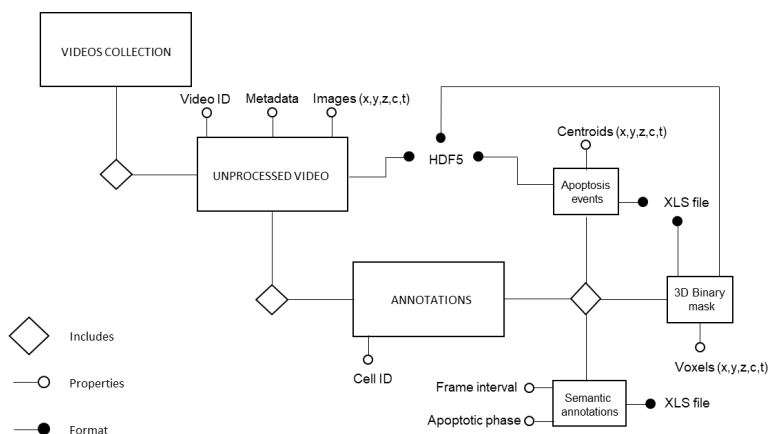 VIDEOS COLLECTION
Video ID
Metadata
Images (x,y,z,c,t)
UNPROCESSED VIDEO
HDF5
Centroids (x,y,z,c,t)
Apoptosis
events
XLS file
ANNOTATIONS
3D Binary
mask
Includes
Cell ID
Voxels (x,y,z,c,t)
Properties
Frame interval
Semantic
annotations
XLS file
Apoptotic phase
Format